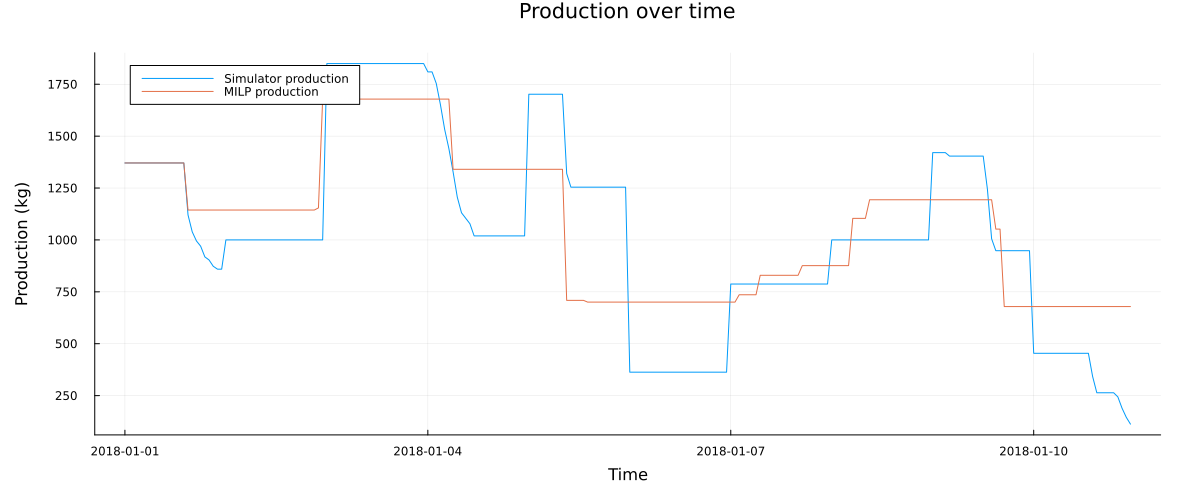 Production over time
Simulator production
MILP production
1750
1500
1250
1000
750
500
250
Production (kg)
2018-01-01
2018-01-04
2018-01-07
2018-01-10
Time